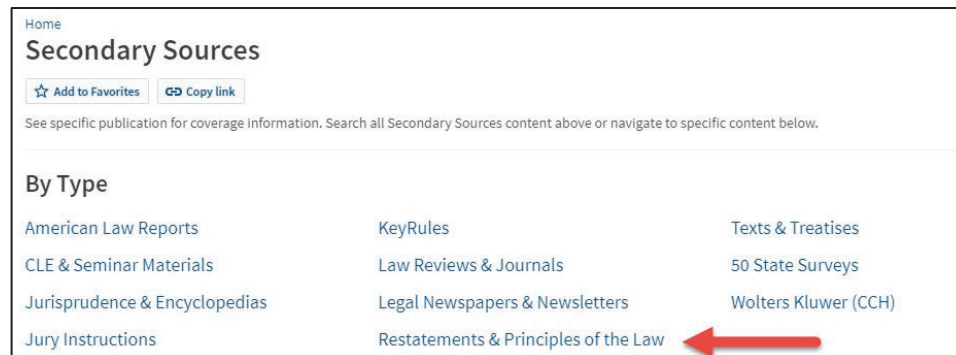 Home
Secondary Sources
Add to Favorites Copy link
See specific publication for coverage information. Search all Secondary Sources content above or navigate to specific content below.
By Type
American Law Reports KeyRules Texts & Treatises
CLE & Seminar Materials Law Reviews & Journals 50 State Surveys
Jurisprudence & Encyclopedias Legal Newspapers & Newsletters Wolters Kluwer (CCH)
Jury Instructions Restatements & Principles of the Law